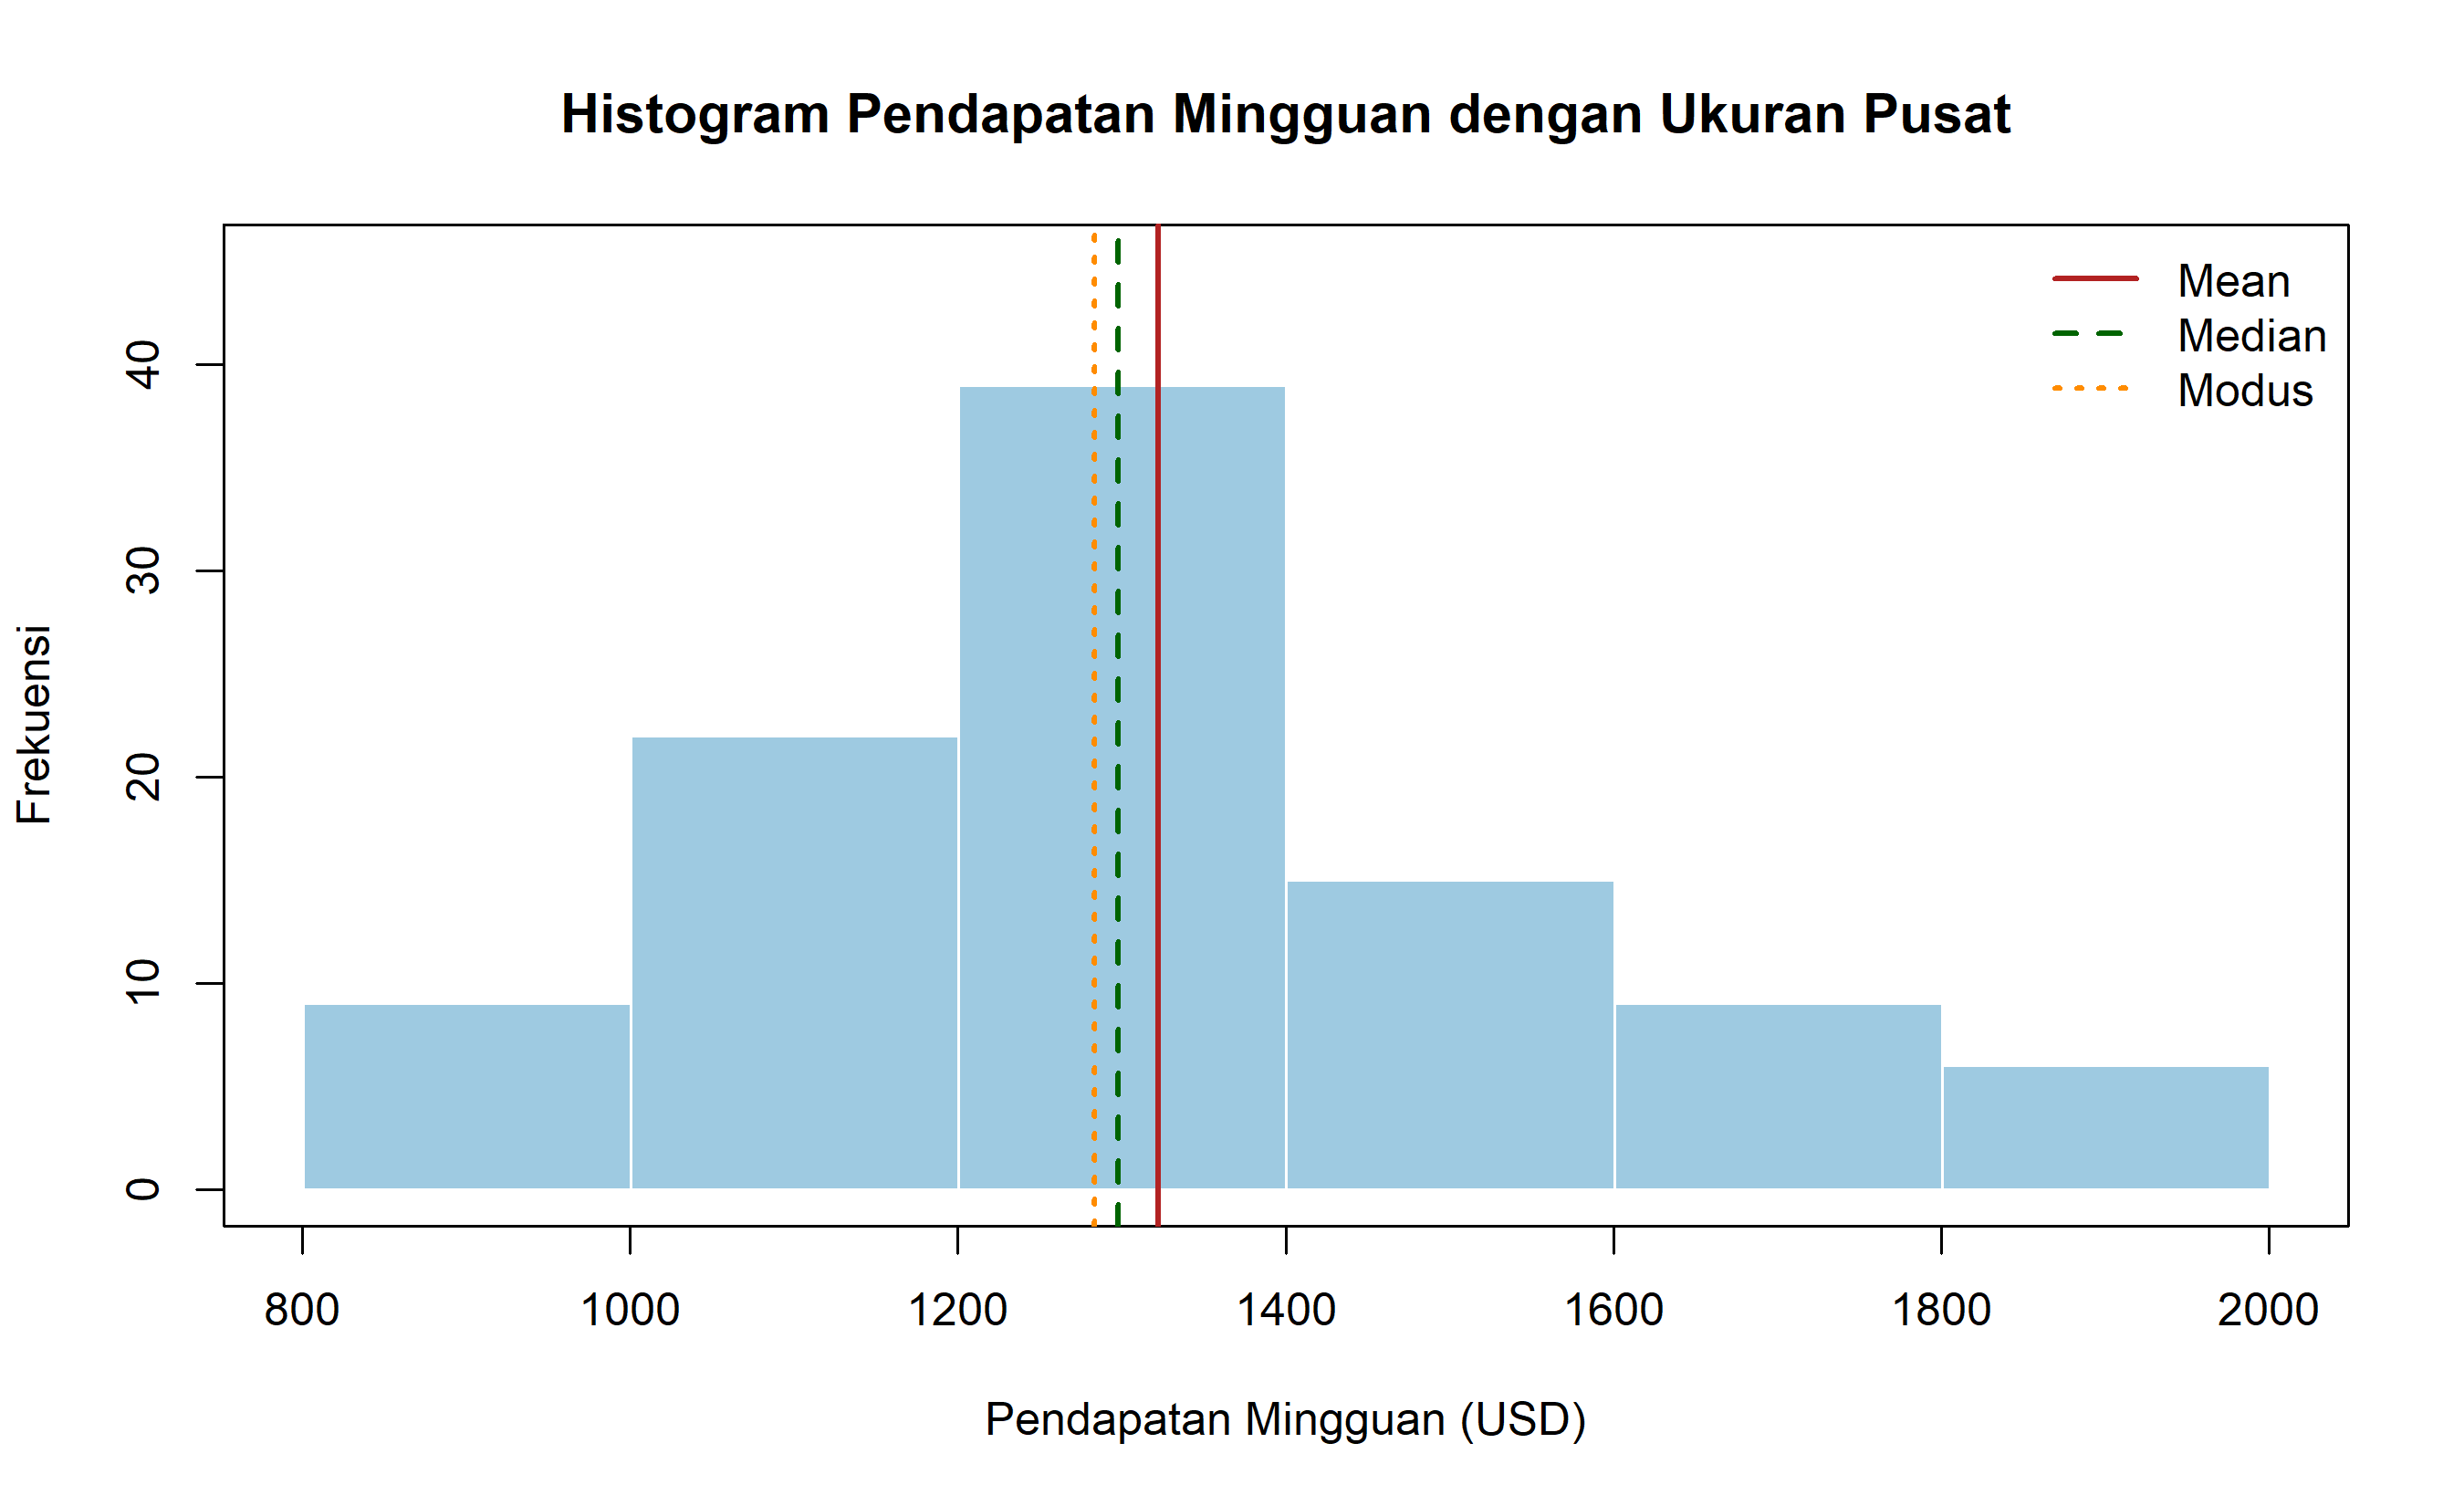 Histogram Pendapatan Mingguan dengan Ukuran Pusat
Mean
Median
Modus
Frekuensi
40
30
20
10
0
800 1000 1200 1400 1600 1800 2000
Pendapatan Mingguan (USD)